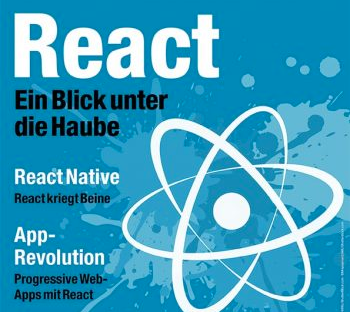 React
Ein Blick unter
die Haube
React Native
React kriegt Beine
App-
Revolution
Progressive Web-
Apps mit React